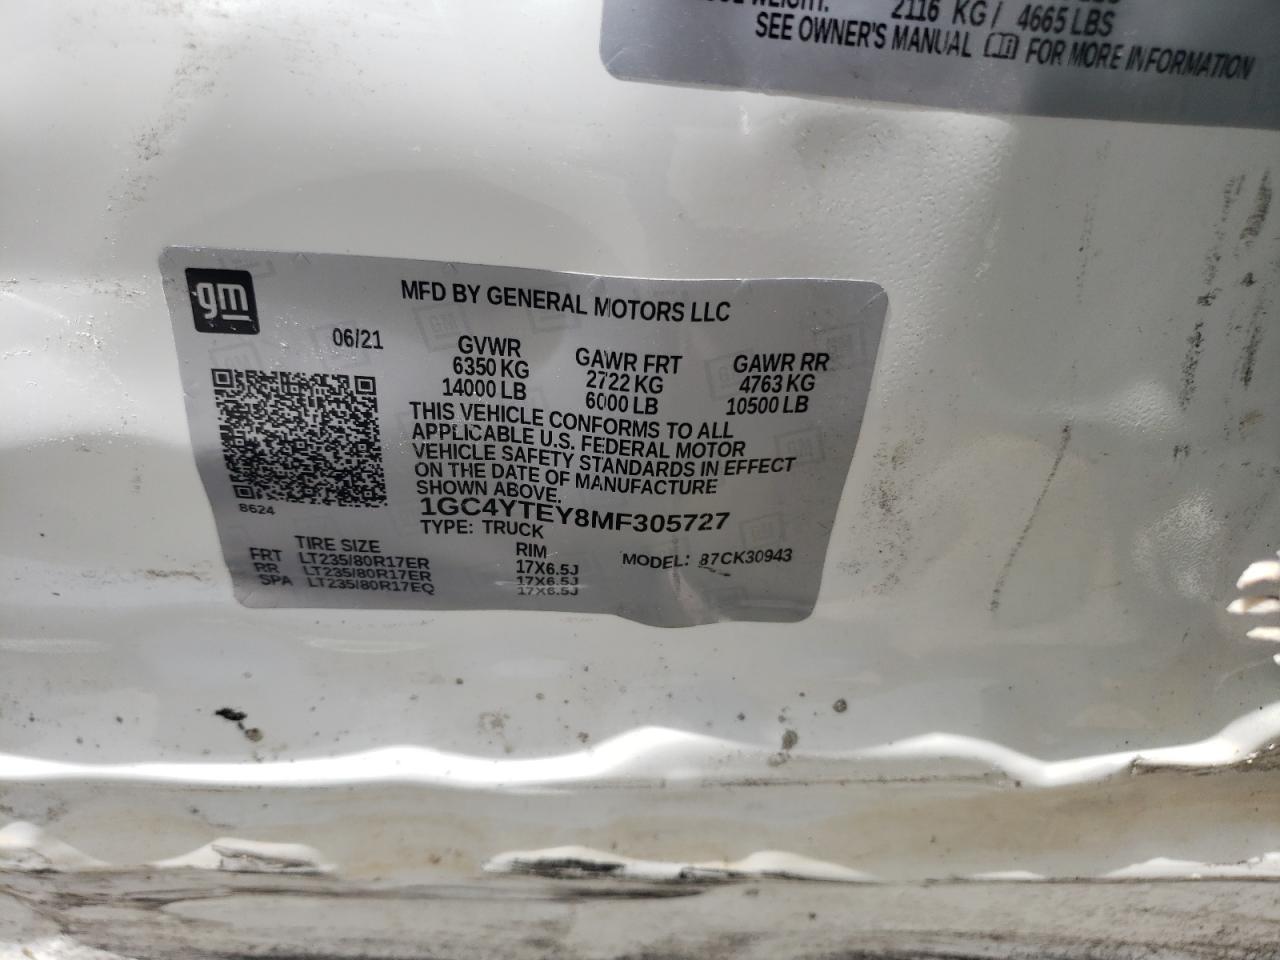 2116 KG / 4665 LBS
SEE OWNER'S MANUAL FOR MORE INFORMATION
gm
MFD BY GENERAL MOTORS LLC
06/21
GVWR GAWR FRT GAWR RR
6350 KG 2722 KG 4763 KG
14000 LB 6000 LB 10500 LB
THIS VEHICLE CONFORMS TO ALL
APPLICABLE U.S. FEDERAL MOTOR
VEHICLE SAFETY STANDARDS IN EFFECT
ON THE DATE OF MANUFACTURE
SHOWN ABOVE.
8624
1GC4YTEY8MF305727
TYPE: TRUCK
TIRE SIZE RIM MODEL: 87CK30943
FRT LT235/80R17ER 17X6.5J
RR LT235/80R17ER 17X6.5J
SPA LT235/80R17EQ 17X6.5J